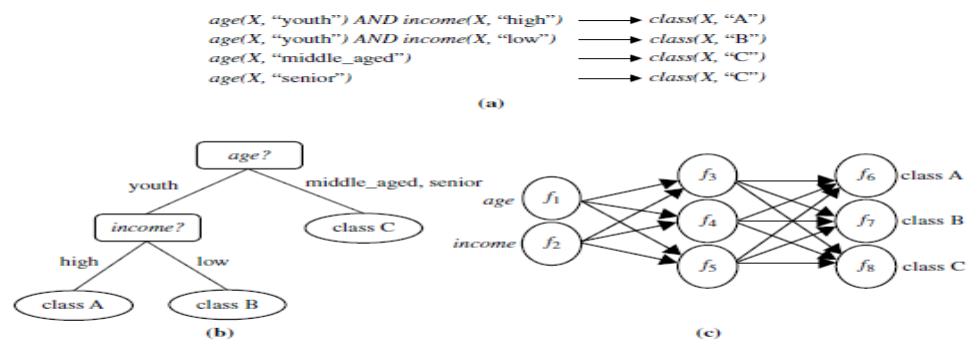 age(X, “youth”) AND income(X, “high”) class(X, “A”)
age(X, “youth”) AND income(X, “low”) class(X, “B”)
age(X, “middle_aged”) class(X, “C”)
age(X, “senior”) class(X, “C”)
(a)
age?
youth
middle_aged, senior
income?
class C
high
low
class A
class B
(b)
age
income
f1
f2
f3
f4
f5
f6 class A
f7 class B
f8 class C
(c)